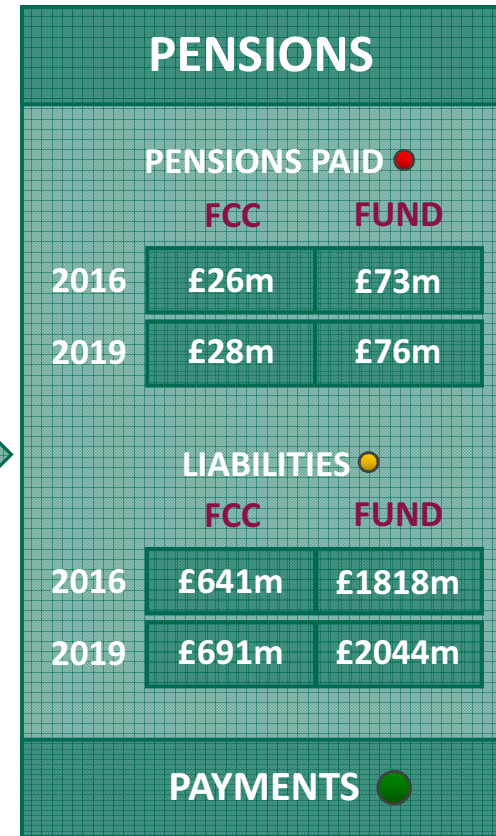 PENSIONS
PENSIONS PAID
FCC FUND
2016 £26m £73m
2019 £28m £76m
LIABILITIES
FCC FUND
2016 £641m £1818m
2019 £691m £2044m
PAYMENTS